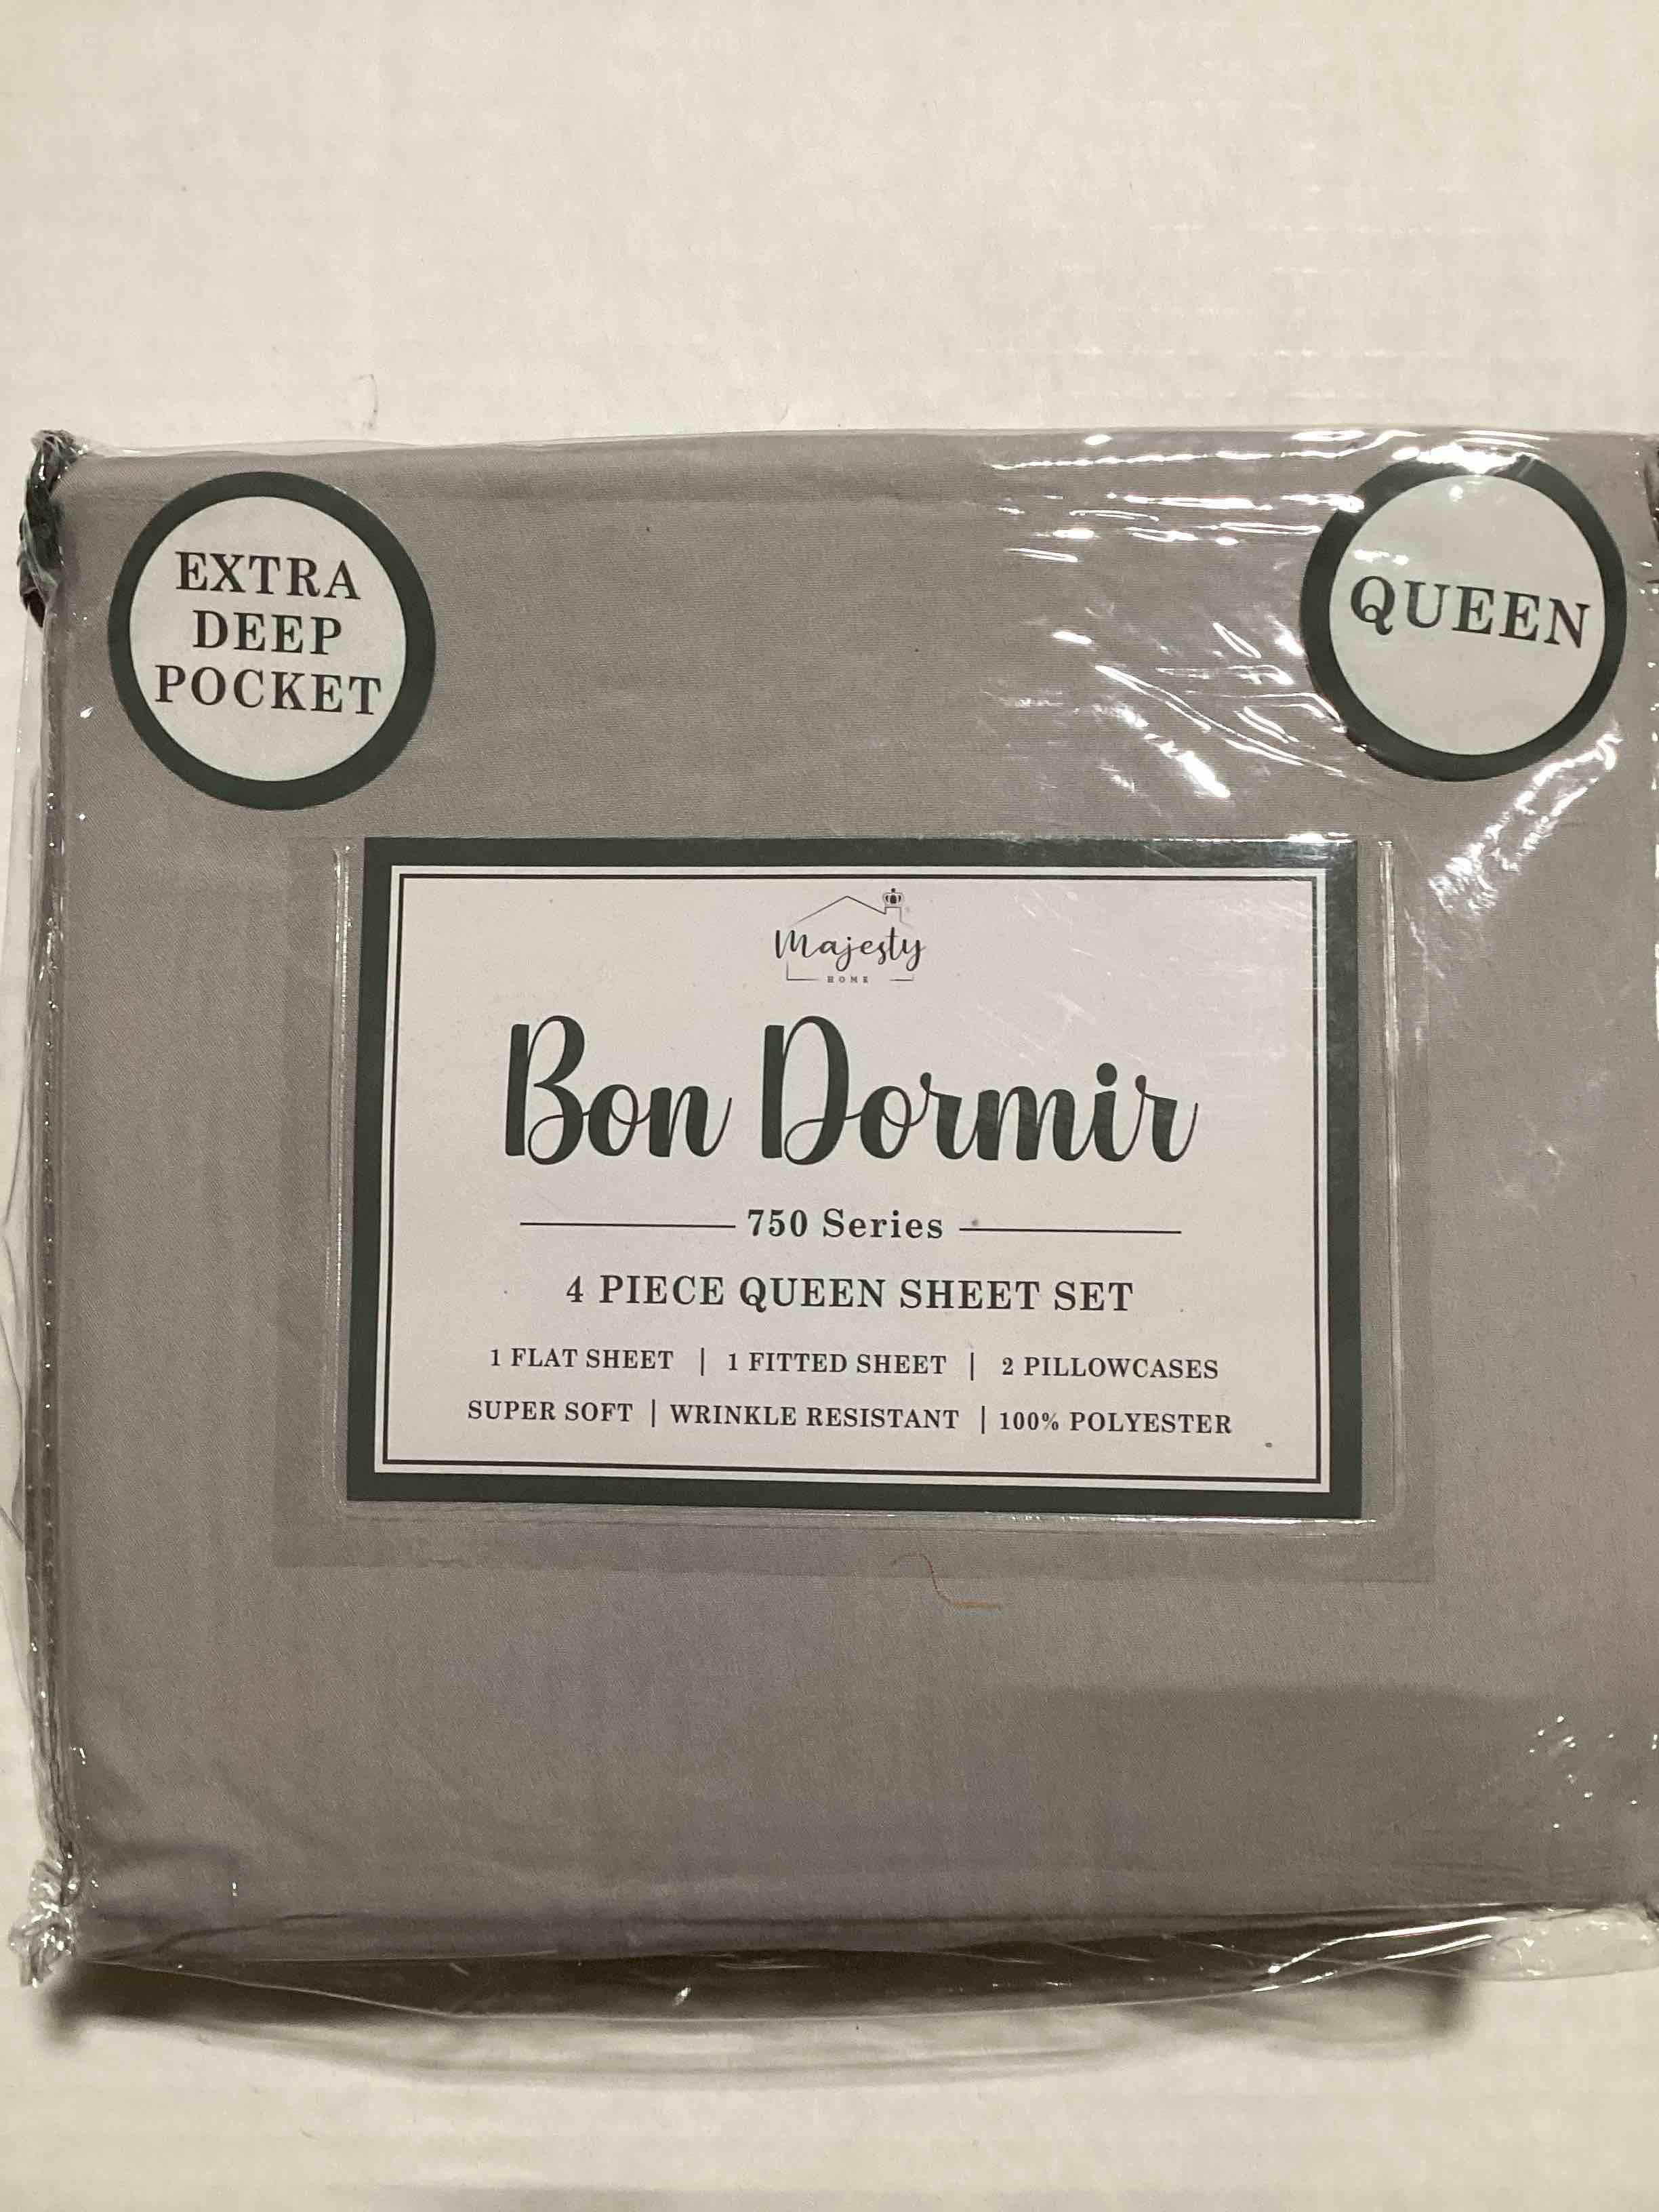 EXTRA
DEEP
POCKET
QUEEN
Majesty
HOME
Bon Dormir
750 Series
4 PIECE QUEEN SHEET SET
1 FLAT SHEET | 1 FITTED SHEET | 2 PILLOWCASES
SUPER SOFT | WRINKLE RESISTANT | 100% POLYESTER